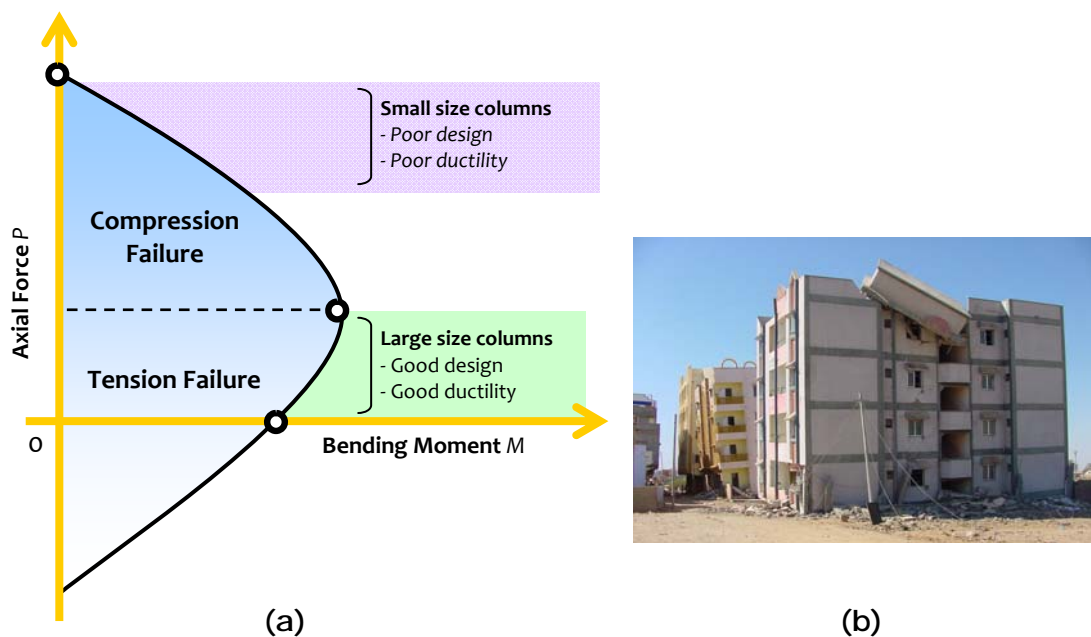 Small size columns
- Poor design
- Poor ductility
Compression
Failure
Axial Force P
Large size columns
- Good design
- Good ductility
Tension Failure
O
Bending Moment M
(a)
(b)